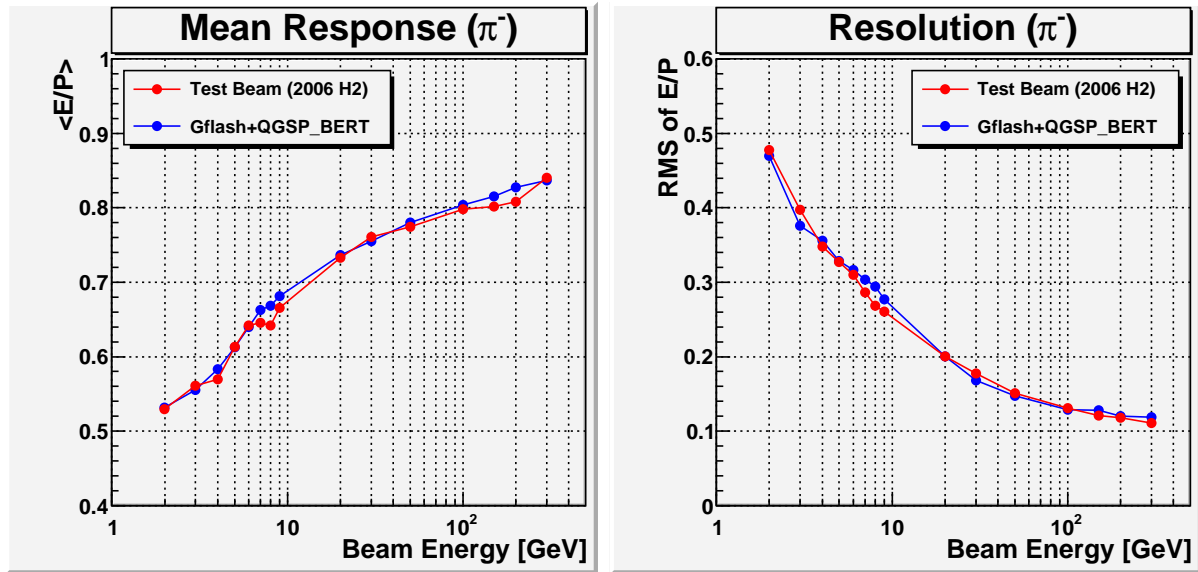 Mean Response (π⁻)
<E/P>
1
0.9
0.8
0.7
0.6
0.5
0.4
Test Beam (2006 H2)
Gflash+QGSP_BERT
1
10
10²
Beam Energy [GeV]
Resolution (π⁻)
RMS of E/P
0.6
0.5
0.4
0.3
0.2
0.1
0
Test Beam (2006 H2)
Gflash+QGSP_BERT
1
10
10²
Beam Energy [GeV]